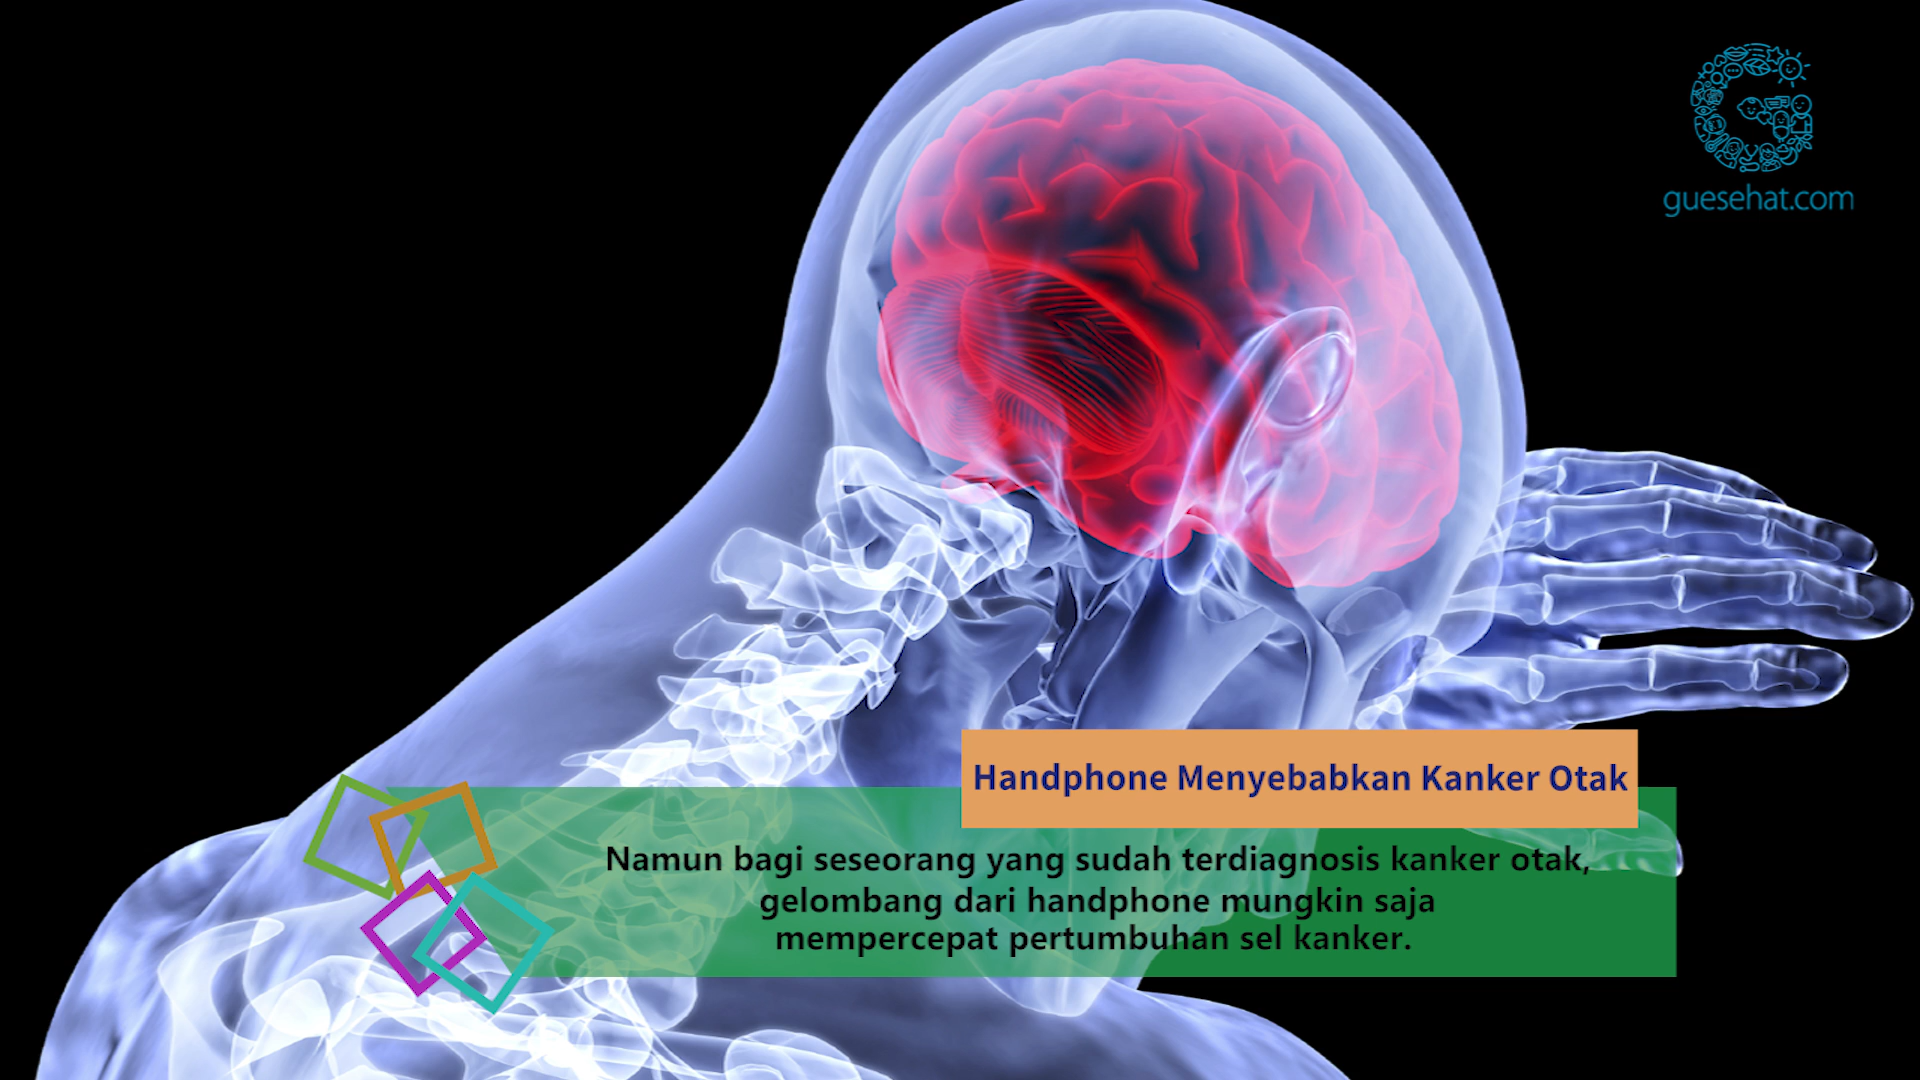 guesehat.com
Handphone Menyebabkan Kanker Otak
Namun bagi seseorang yang sudah terdiagnosis kanker otak,
gelombang dari handphone mungkin saja
mempercepat pertumbuhan sel kanker.